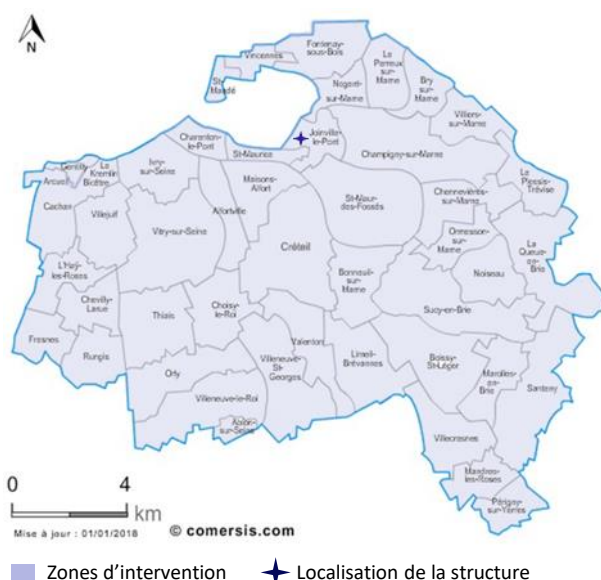 N
Fontenay-
sous-Bois
Vincennes
St-
Mandé
Le
Perreux
sur-
Marne
Bry
sur-
Marne
Nogent-
sur-Marne
Villiers-
sur-Marne
Joinville-
le-Pont
Charenton-
le-Pont
St-Maurice
Champigny-sur-Marne
Gentilly
Arcueil
Le
Kremlin
Bicêtre
Ivry-
sur-Seine
Maisons-
Alfort
Le
Plessis-
Trévise
Cachan
Villejuif
Vitry-sur-Seine
Alfortville
St-Maur-
des-Fossés
Chennevières-
sur-Marne
Ormesson-
sur-
Marne
La
Queue-
en-Brie
Créteil
Noiseau
L'Haÿ-
les-Roses
Bonneuil-
sur-
Marne
Chevilly-
Larue
Thiais
Choisy-
le-Roi
Sucy-en-Brie
Fresnes
Rungis
Valenton
Villeneuve-
St-
Georges
Limeil-
Brévannes
Boissy-
St-Léger
Marolles-
en-
Brie
Santeny
Orly
Villeneuve-le-Roi
Ablon-
sur-Seine
Villecresnes
Mandres-
les-Roses
Périgny-
sur-Yerres
0 4
km
Mise à jour : 01/01/2018 © comersis.com
Zones d'intervention Localisation de la structure